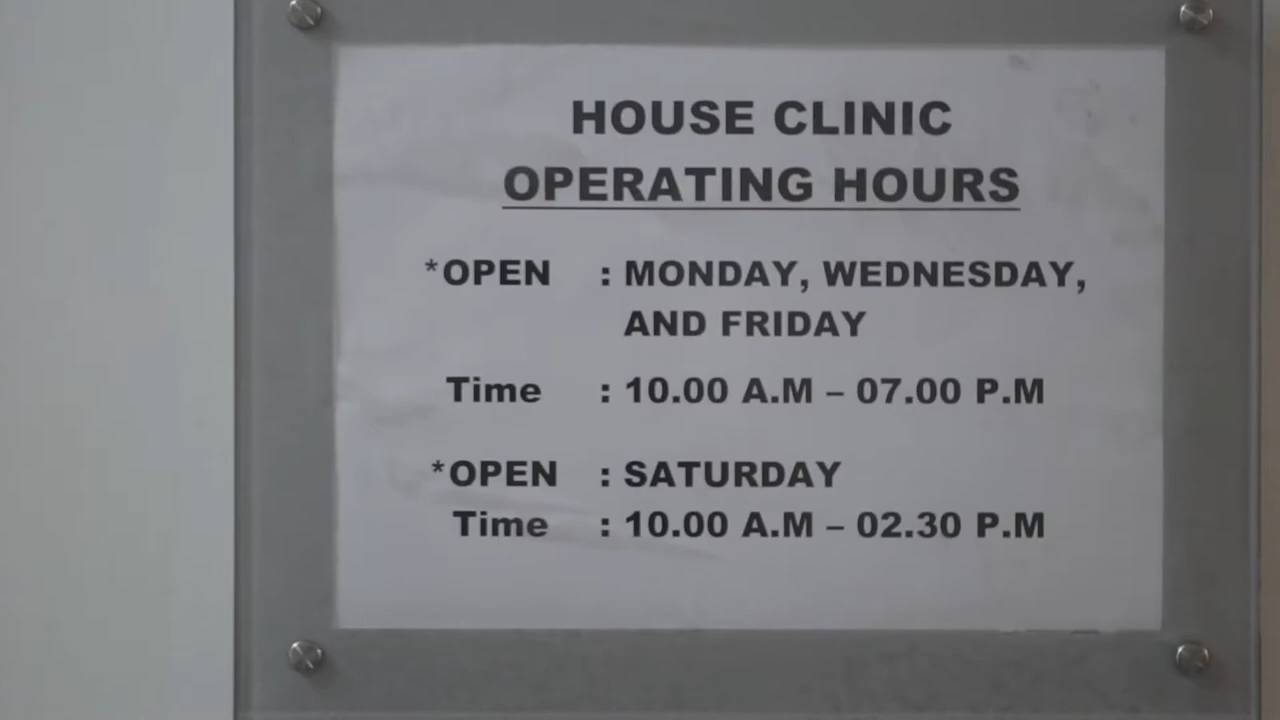 HOUSE CLINIC
OPERATING HOURS
*OPEN : MONDAY, WEDNESDAY,
AND FRIDAY
Time : 10.00 A.M – 07.00 P.M
*OPEN : SATURDAY
Time : 10.00 A.M – 02.30 P.M